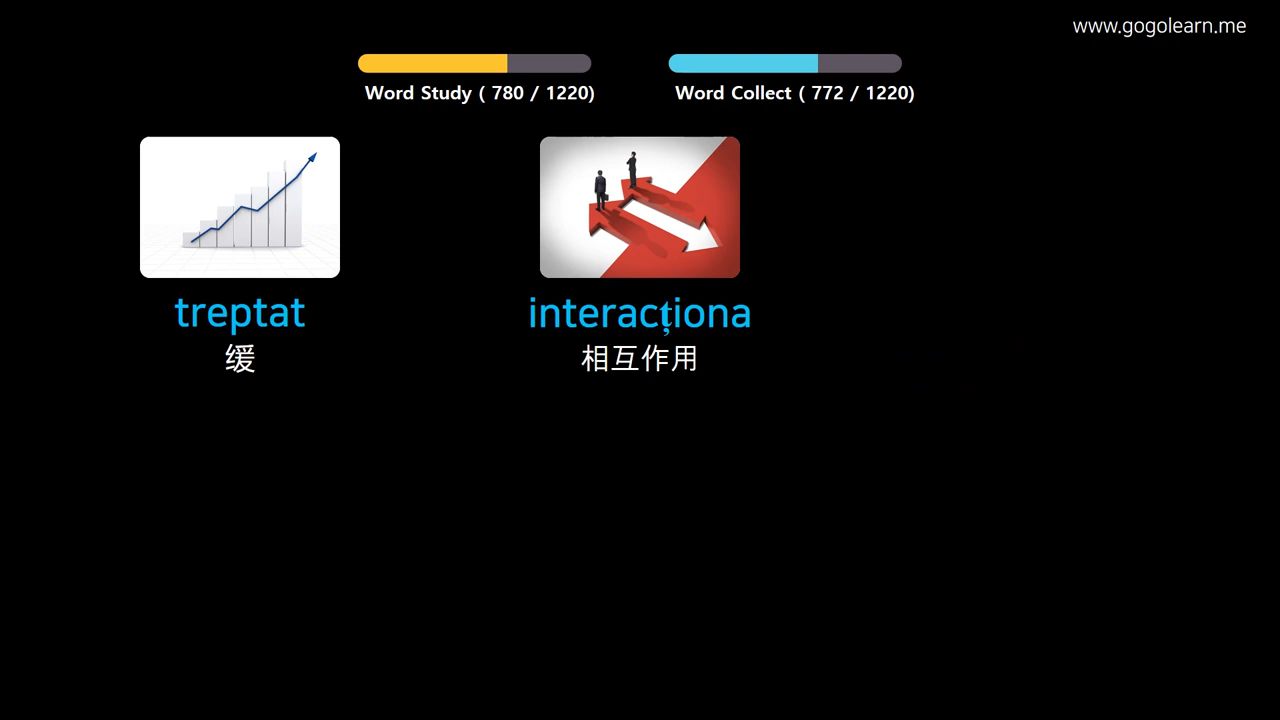 www.gogolearn.me
Word Study ( 780 / 1220)
Word Collect ( 772 / 1220)
treptat
缓
interacționa
相互作用